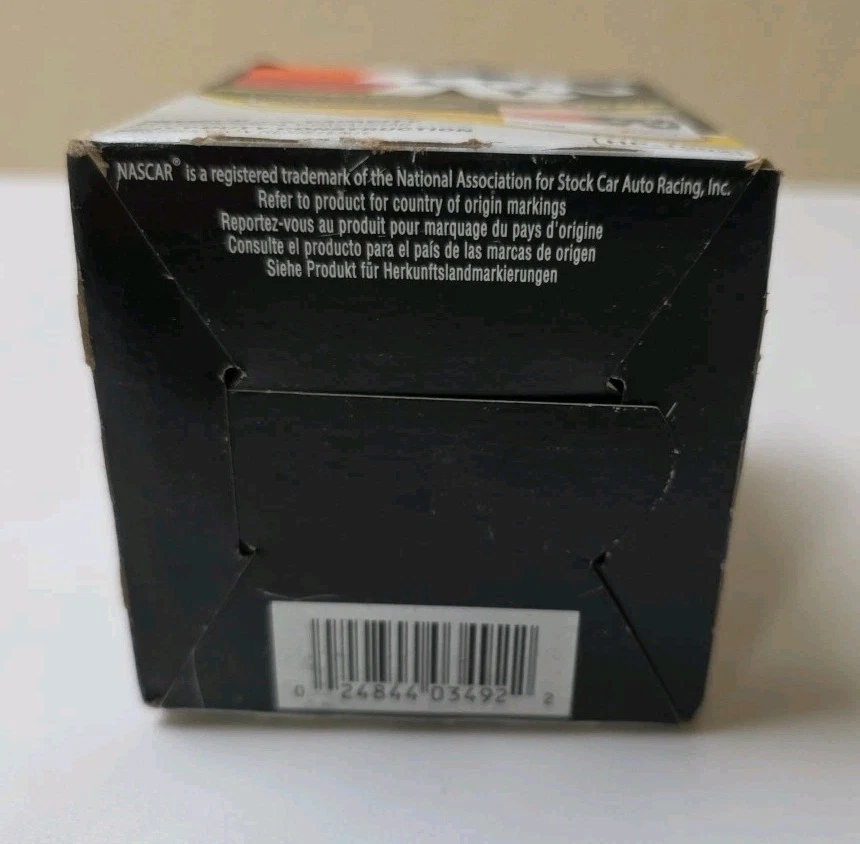 NASCAR® is a registered trademark of the National Association for Stock Car Auto Racing, Inc.
Refer to product for country of origin markings
Reportez-vous au produit pour marquage du pays d'origine
Consulte el producto para el país de las marcas de origen
Siehe Produkt für Herkunftslandmarkierungen
0 24844 03492 2